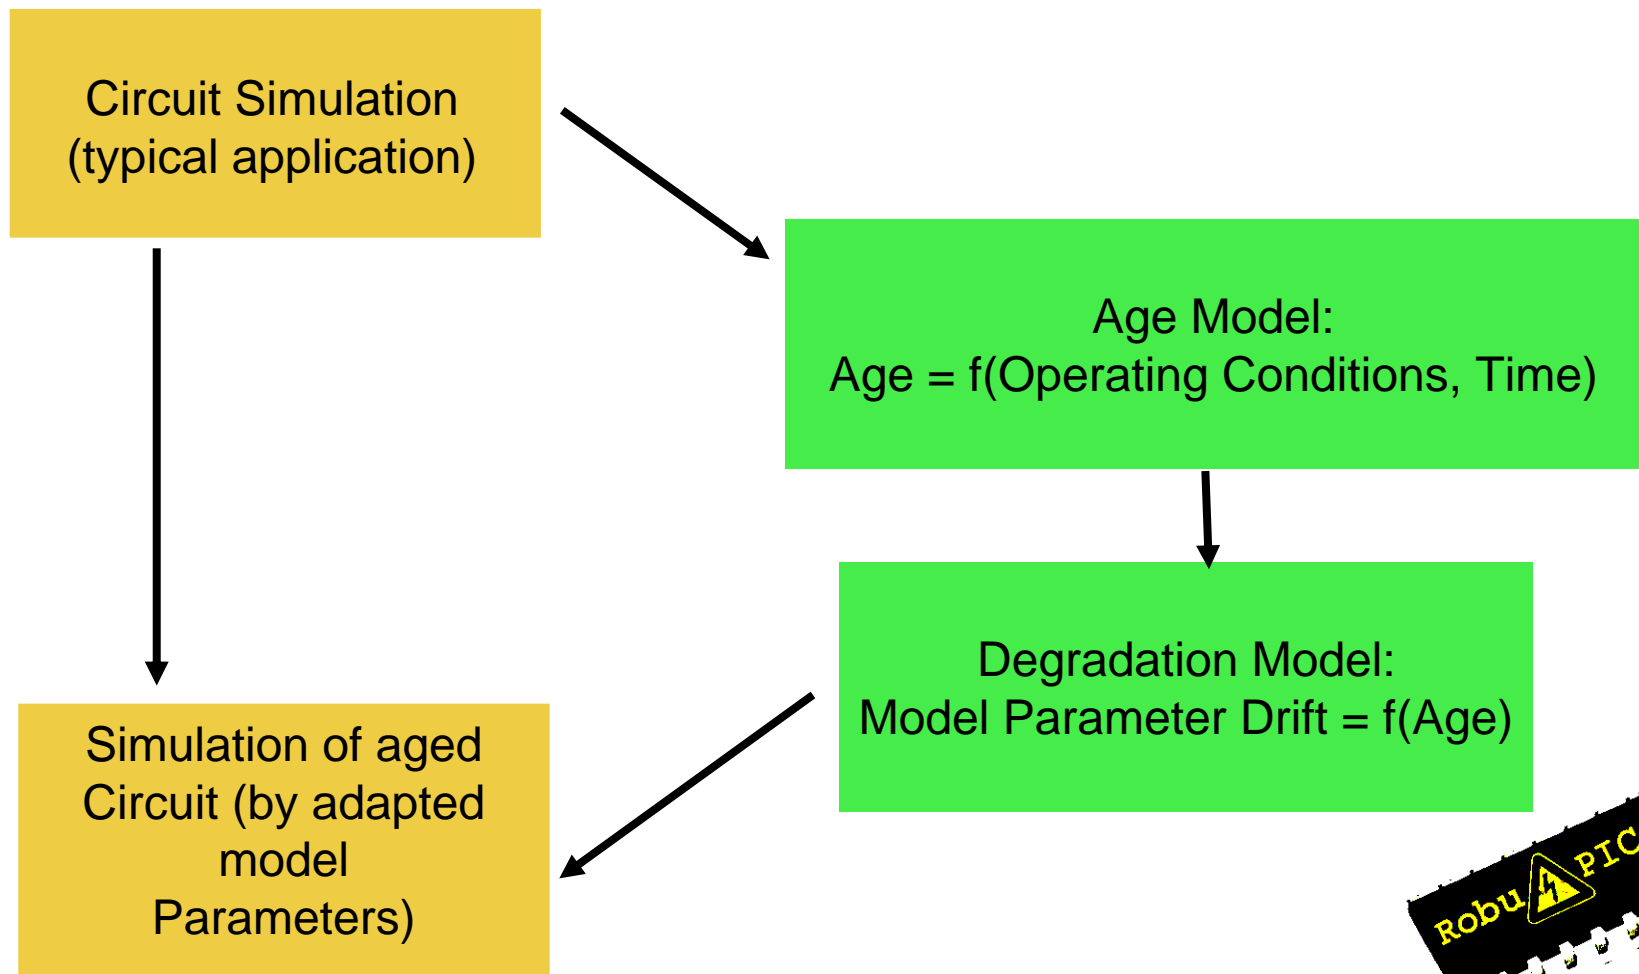 Circuit Simulation
(typical application)
Age Model:
Age = f(Operating Conditions, Time)
Degradation Model:
Model Parameter Drift = f(Age)
Simulation of aged
Circuit (by adapted
model
Parameters)
Robu PIC